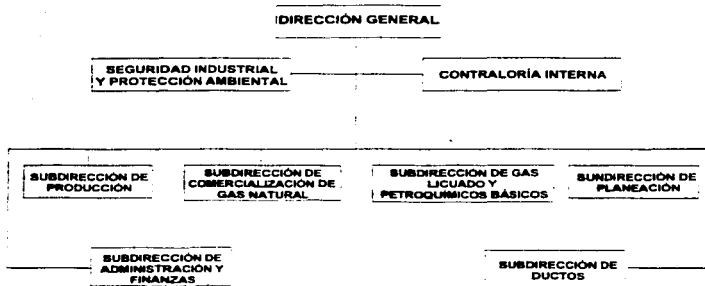 DIRECCIÓN GENERAL
SEGURIDAD INDUSTRIAL
Y PROTECCIÓN AMBIENTAL
CONTRALORÍA INTERNA
SUBDIRECCIÓN DE
PRODUCCIÓN
SUBDIRECCIÓN DE
COMERCIALIZACIÓN DE
GAS NATURAL
SUBDIRECCIÓN DE GAS
LICUADO Y
PETROQUÍMICOS BÁSICOS
SUNDIRECCIÓN DE
PLANEACIÓN
SUBDIRECCIÓN DE
ADMINISTRACIÓN Y
FINANZAS
SUBDIRECCIÓN DE
DUCTOS